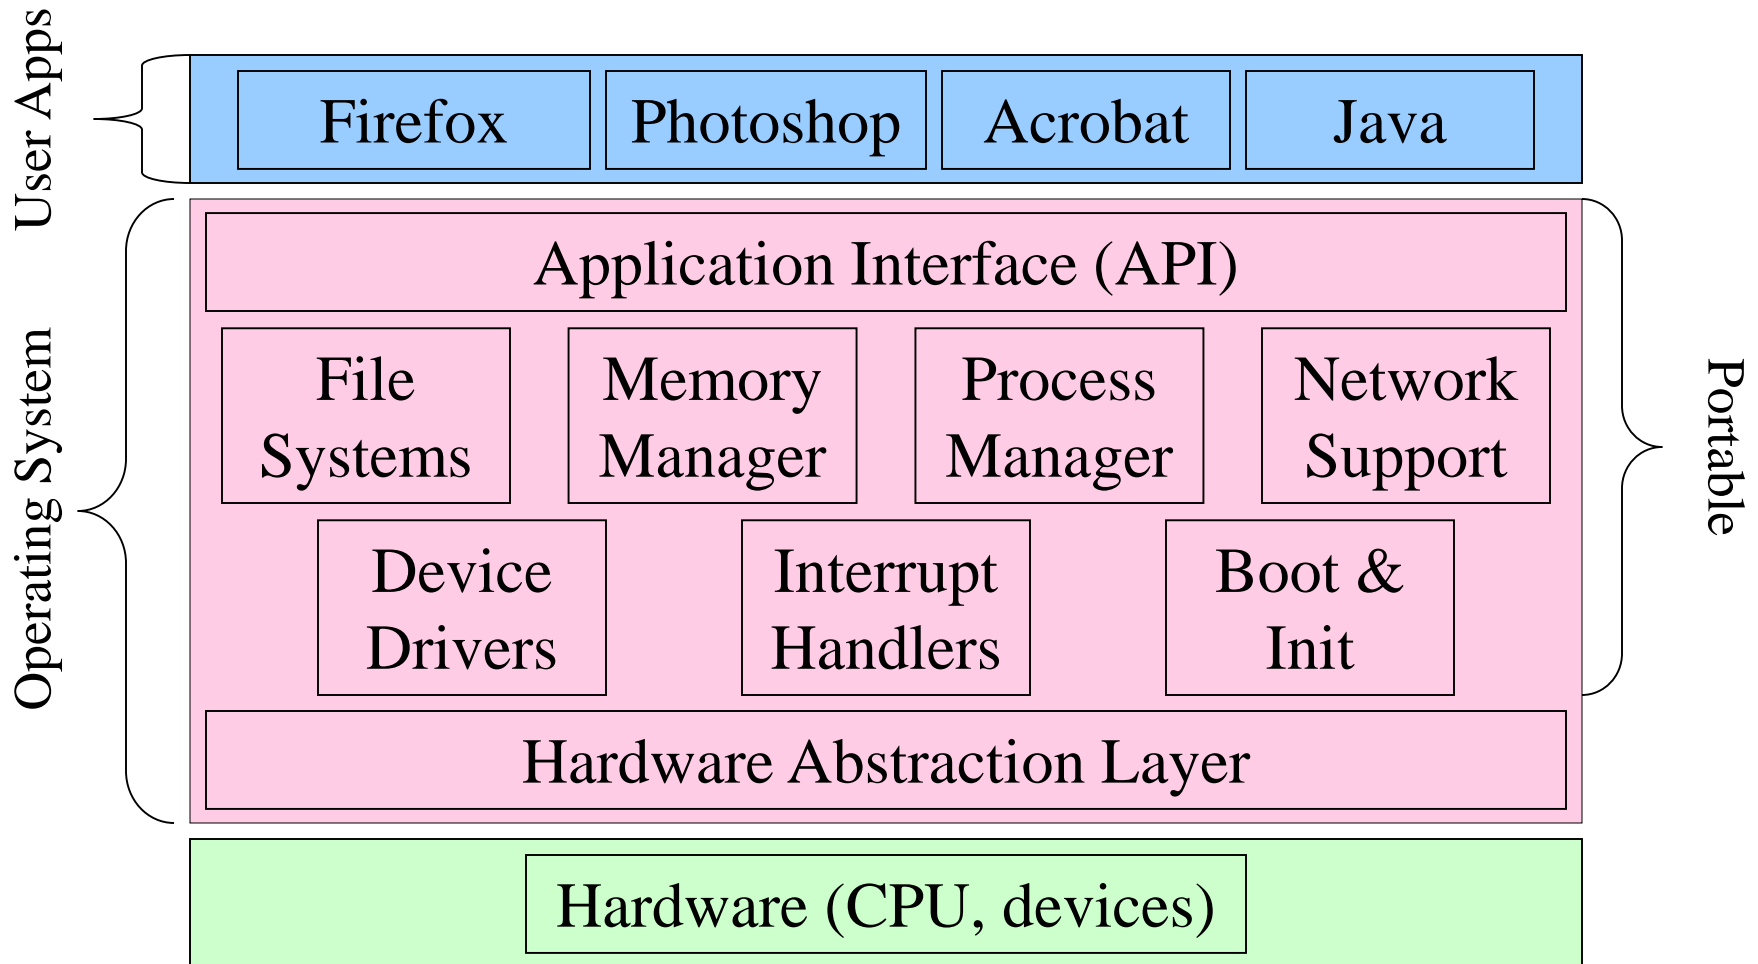 User Apps
Firefox
Photoshop
Acrobat
Java
Operating System
Application Interface (API)
File
Systems
Memory
Manager
Process
Manager
Network
Support
Device
Drivers
Interrupt
Handlers
Boot &
Init
Hardware Abstraction Layer
Portable
Hardware (CPU, devices)